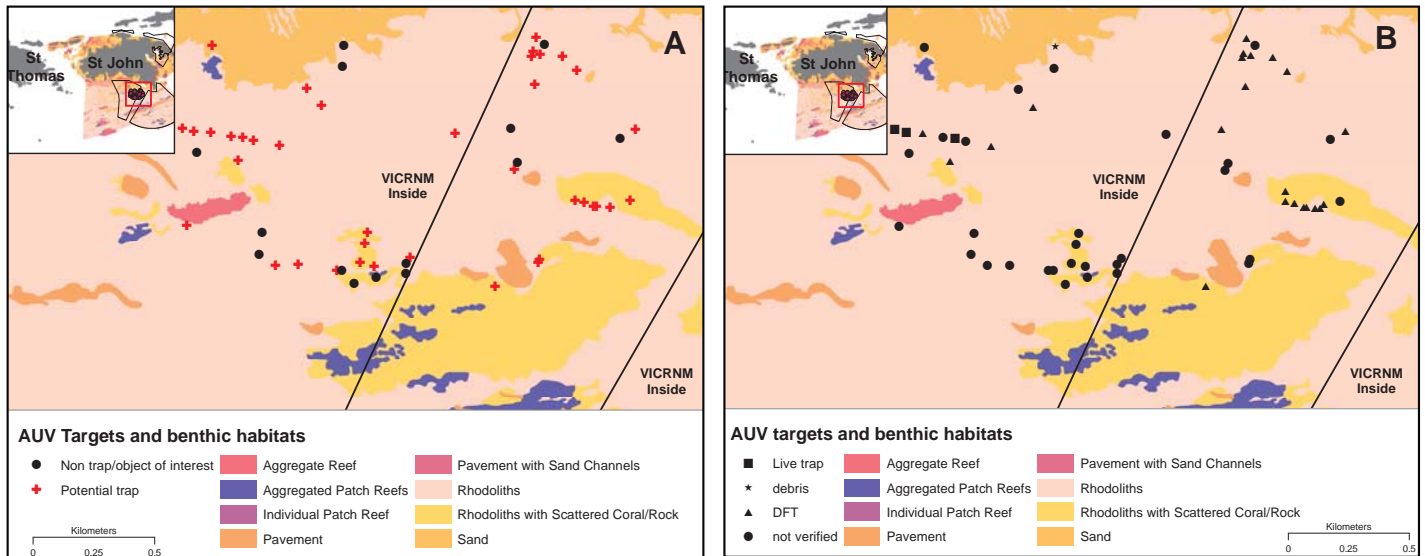 A
St
Thomas
St John
VICRNM
Inside
VICRNM
Inside
AUV Targets and benthic habitats
Non trap/object of interest
Potential trap
Aggregate Reef
Aggregated Patch Reefs
Individual Patch Reef
Pavement
Pavement with Sand Channels
Rhodoliths
Rhodoliths with Scattered Coral/Rock
Sand
Kilometers
0 0.25 0.5
B
St
Thomas
St John
VICRNM
Inside
VICRNM
Inside
AUV targets and benthic habitats
Live trap
debris
DFT
not verified
Aggregate Reef
Aggregated Patch Reefs
Individual Patch Reef
Pavement
Pavement with Sand Channels
Rhodoliths
Rhodoliths with Scattered Coral/Rock
Sand
Kilometers
0 0.25 0.5